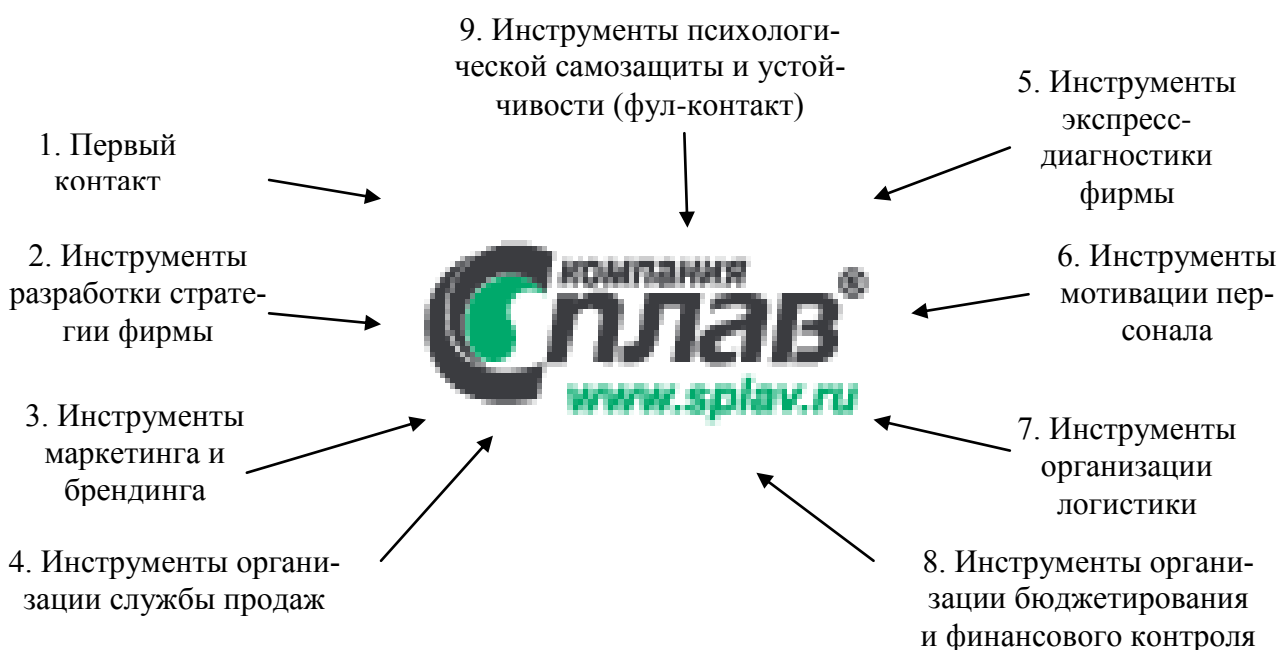 9. Инструменты психологи-
ческой самозащиты и устой-
чивости (фул-контакт)
1. Первый
контакт
2. Инструменты
разработки страте-
гии фирмы
3. Инструменты
маркетинга и
брендинга
4. Инструменты органи-
зации службы продаж
компания
Сплав®
www.splav.ru
5. Инструменты
экспресс-
диагностики
фирмы
6. Инструменты
мотивации пер-
сонала
7. Инструменты
организации
логистики
8. Инструменты органи-
зации бюджетирования
и финансового контроля